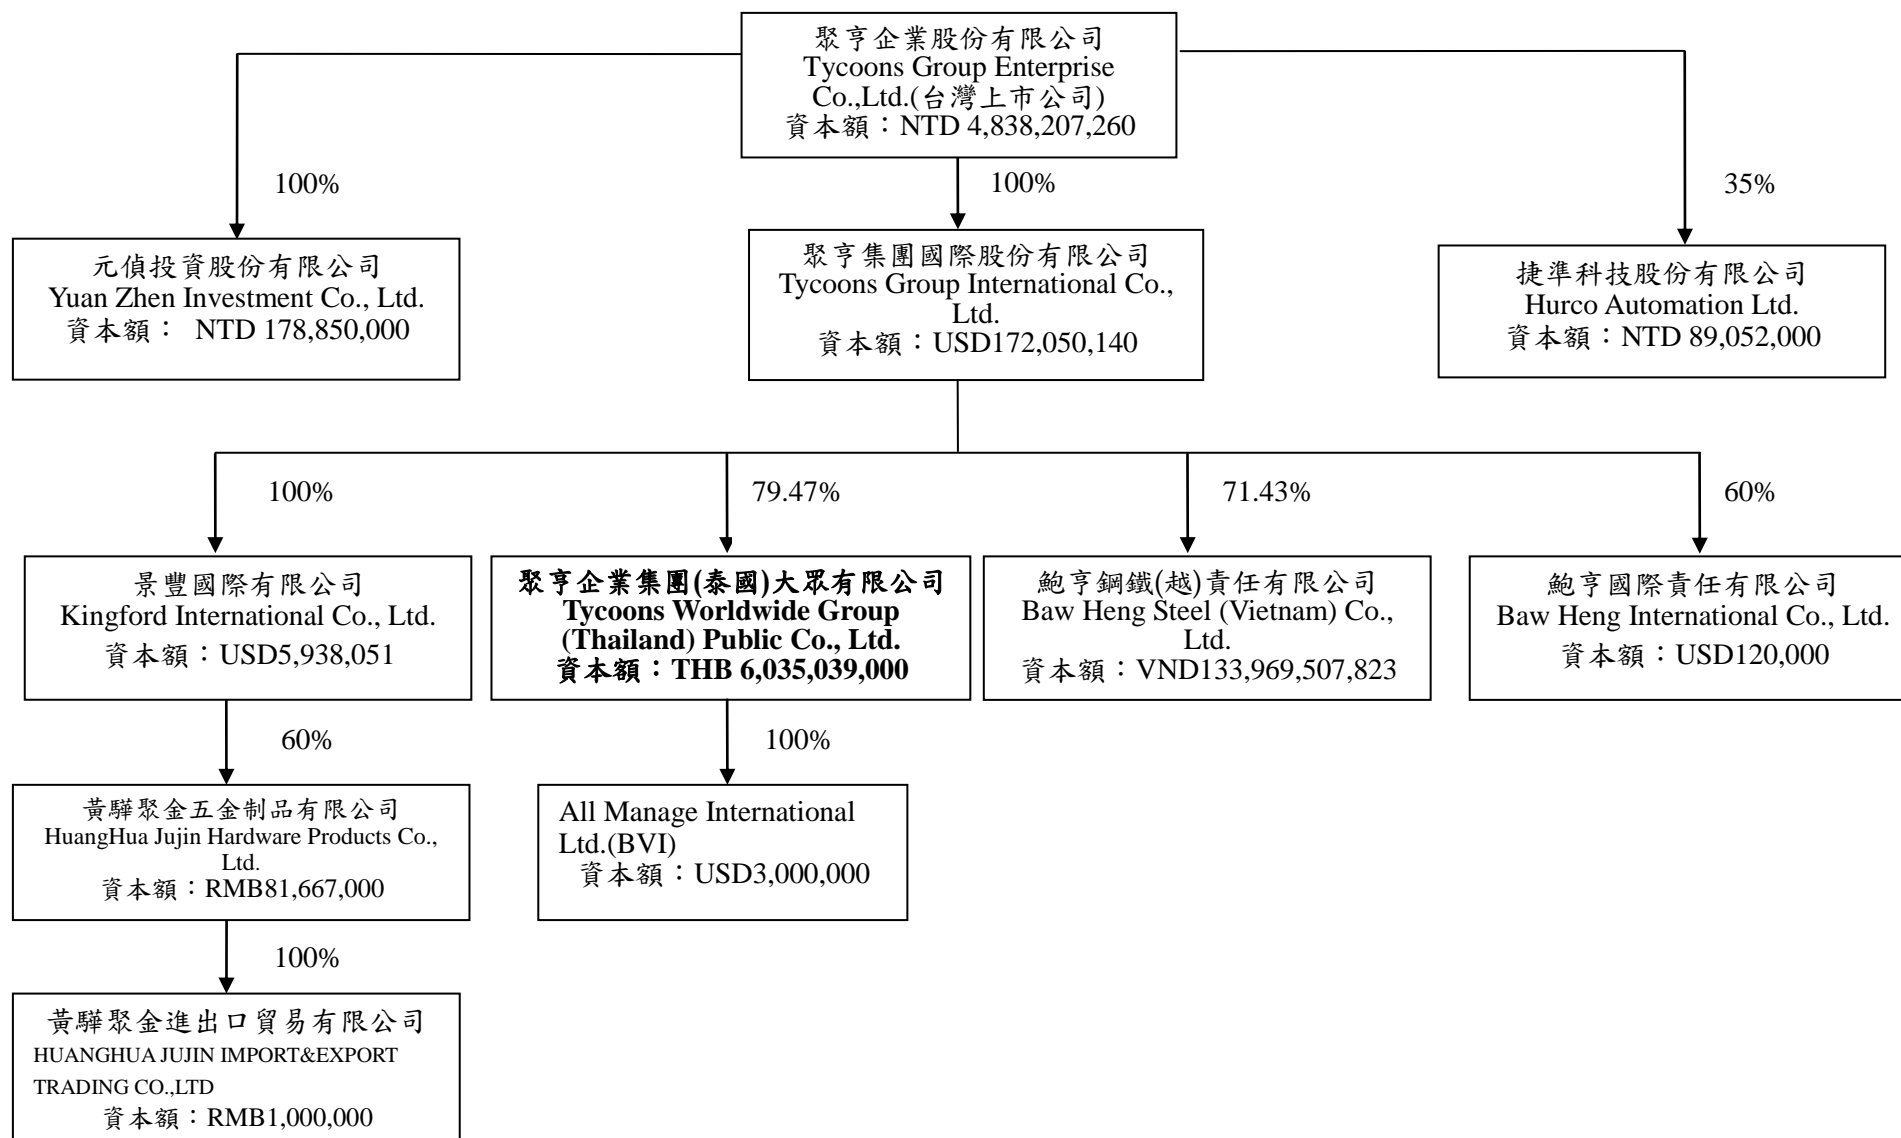 聚亨企業股份有限公司
Tycoons Group Enterprise
Co.,Ltd.(台灣上市公司)
資本額：NTD 4,838,207,260
100%
100%
35%
元偵投資股份有限公司
Yuan Zhen Investment Co., Ltd.
資本額： NTD 178,850,000
聚亨集團國際股份有限公司
Tycoons Group International Co.,
Ltd.
資本額：USD172,050,140
捷準科技股份有限公司
Hurco Automation Ltd.
資本額：NTD 89,052,000
100%
79.47%
71.43%
60%
景豐國際有限公司
Kingford International Co., Ltd.
資本額：USD5,938,051
聚亨企業集團(泰國)大眾有限公司
Tycoons Worldwide Group
(Thailand) Public Co., Ltd.
資本額：THB 6,035,039,000
鮑亨鋼鐵(越)責任有限公司
Baw Heng Steel (Vietnam) Co.,
Ltd.
資本額：VND133,969,507,823
鮑亨國際責任有限公司
Baw Heng International Co., Ltd.
資本額：USD120,000
60%
100%
黃驊聚金五金制品有限公司
HuangHua Jujin Hardware Products Co.,
Ltd.
資本額：RMB81,667,000
All Manage International
Ltd.(BVI)
資本額：USD3,000,000
100%
黃驊聚金進出口貿易有限公司
HUANGHUA JUJIN IMPORT&EXPORT
TRADING CO.,LTD
資本額：RMB1,000,000